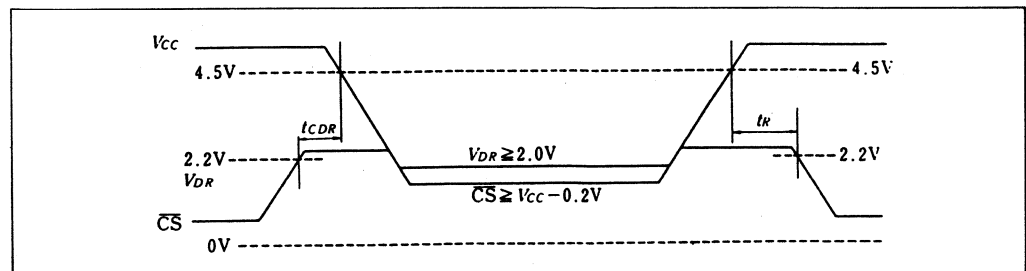 Vcc
4.5V
4.5V
tCDR
tR
2.2V
VDR≧2.0V
2.2V
VDR
CS≧Vcc−0.2V
CS
0V